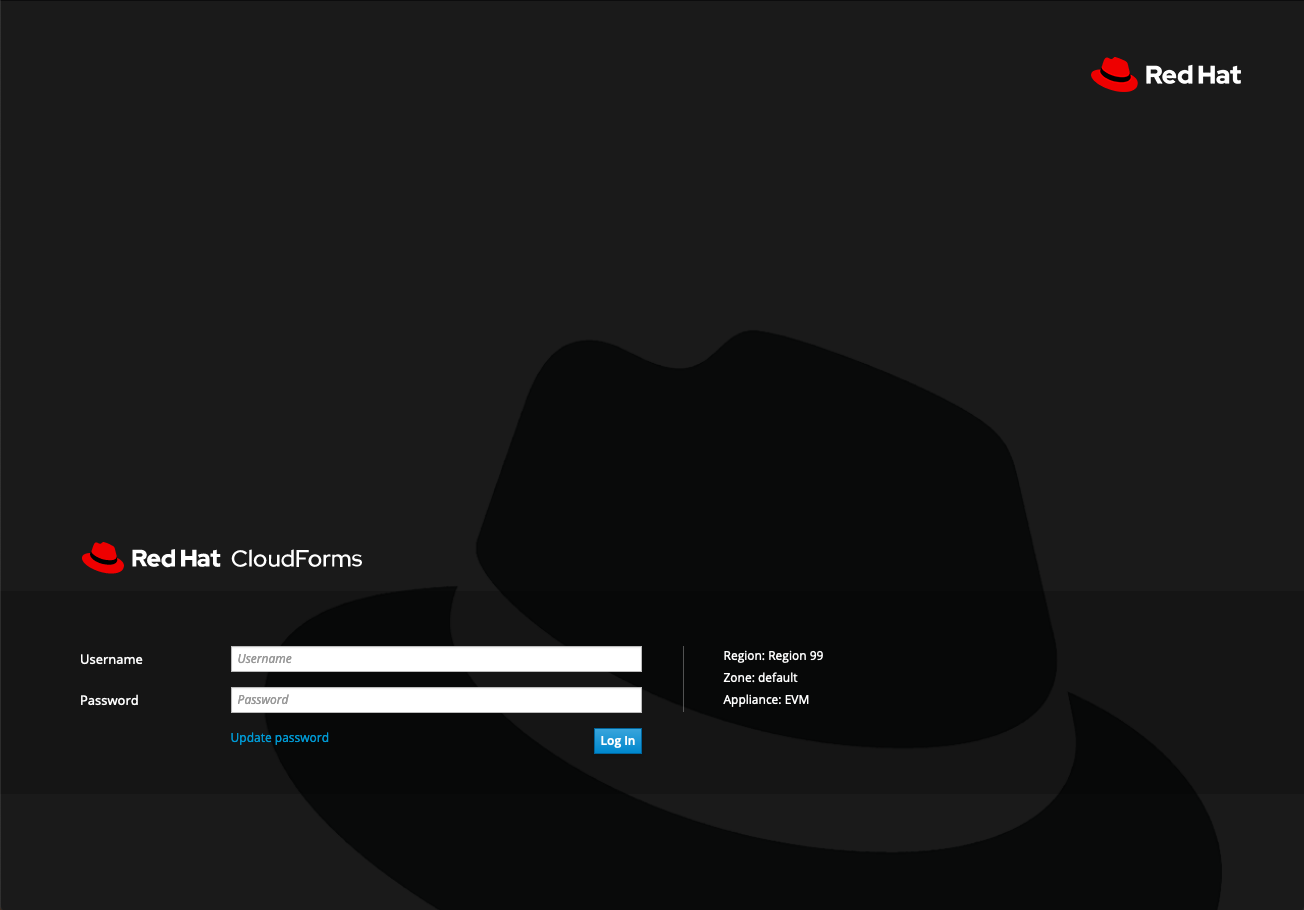 Red Hat
Red Hat CloudForms
Username
Username
Password
Password
Update password
Log In
Region: Region 99
Zone: default
Appliance: EVM